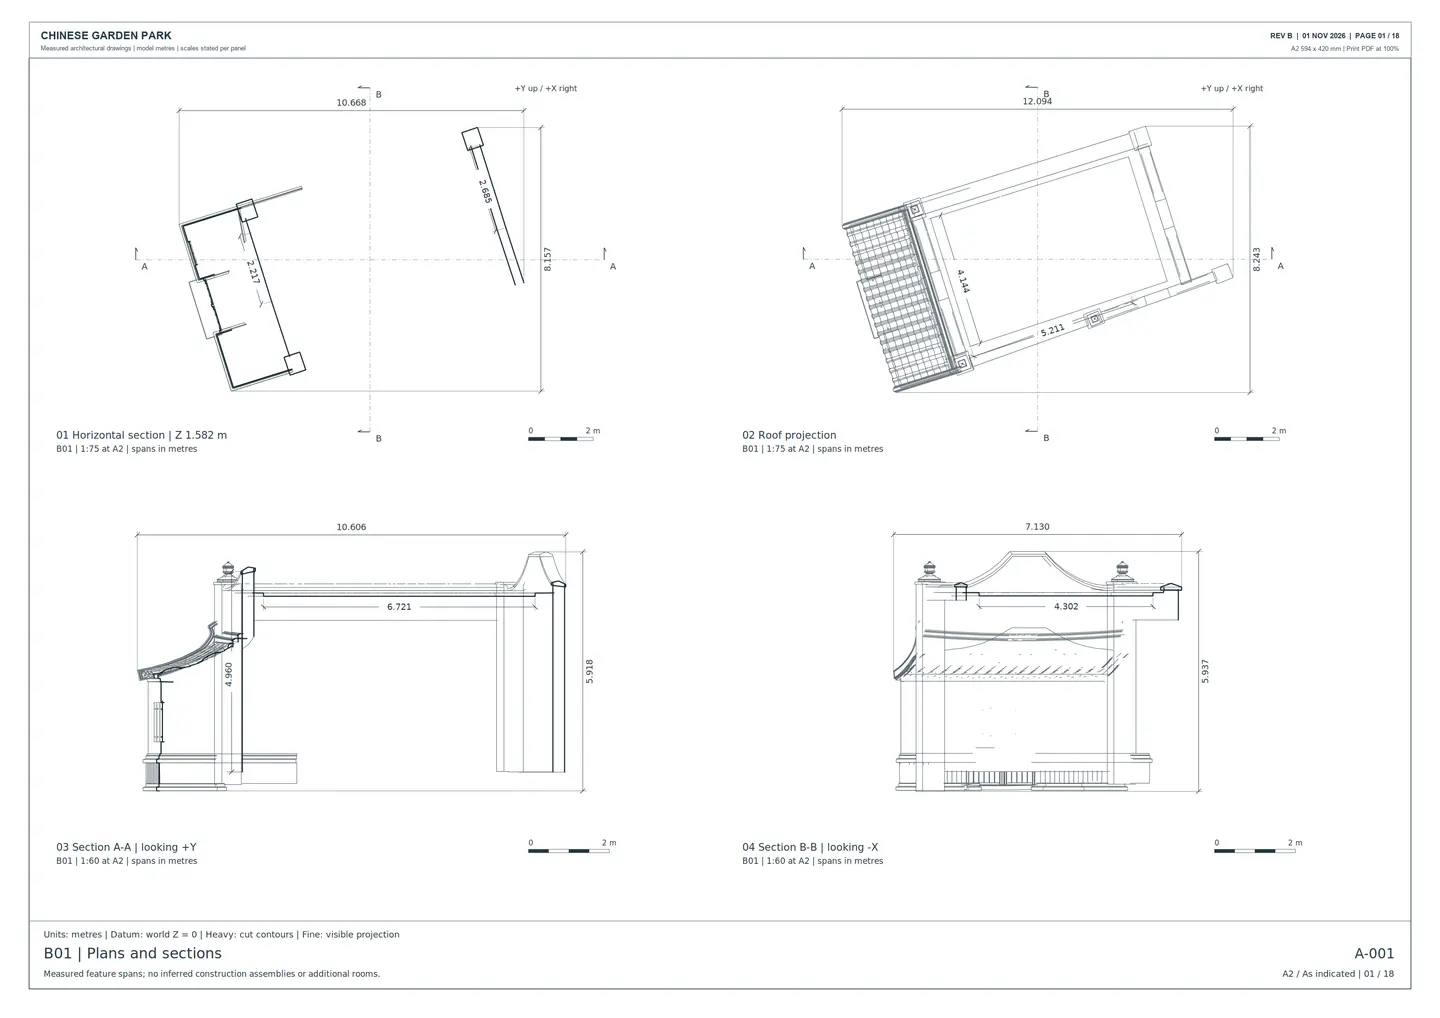 CHINESE GARDEN PARK
Measured architectural drawings | model metres | scales stated per panel
REV B | 01 NOV 2026 | PAGE 01 / 18
A2 594 x 420 mm | Print PDF at 100%
B
+Y up / +X right
10.668
2.685
8.157
2.217
A
A
B
01 Horizontal section | Z 1.582 m
B01 | 1:75 at A2 | spans in metres
0 2 m
B
+Y up / +X right
12.094
8.243
4.144
5.211
A
A
B
02 Roof projection
B01 | 1:75 at A2 | spans in metres
0 2 m
10.606
6.721
4.960
5.918
03 Section A-A | looking +Y
B01 | 1:60 at A2 | spans in metres
0 2 m
7.130
4.302
5.937
04 Section B-B | looking -X
B01 | 1:60 at A2 | spans in metres
0 2 m
Units: metres | Datum: world Z = 0 | Heavy: cut contours | Fine: visible projection
B01 | Plans and sections
Measured feature spans; no inferred construction assemblies or additional rooms.
A-001
A2 / As indicated | 01 / 18